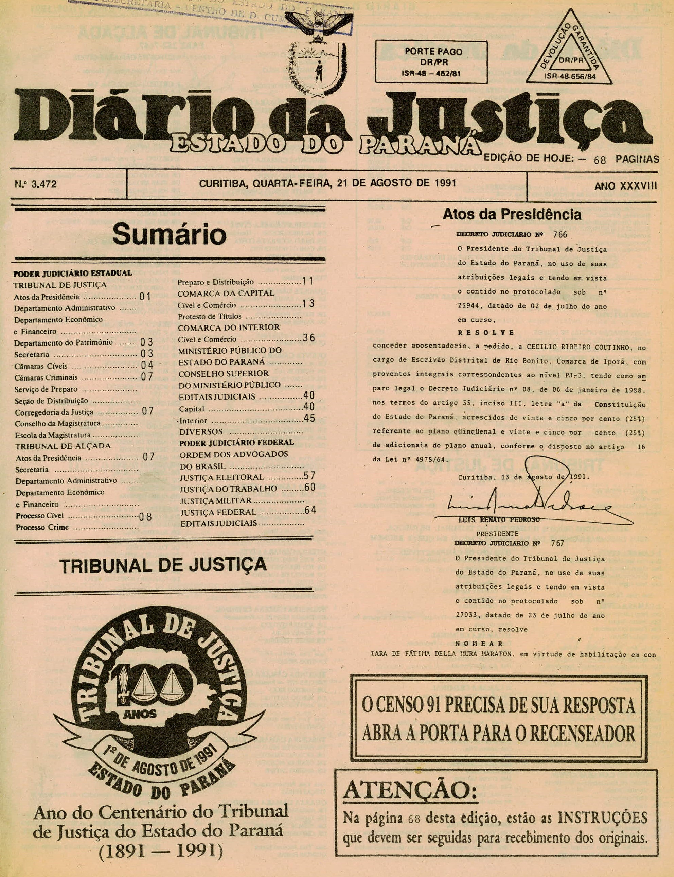 PORTE PAGO
DR/PR
ISR-48 - 462/81
DEVOLUÇÃO GARANTIDA
DR/PR
ISR-48-656/84
Diário da Justiça
ESTADO DO PARANÁ
EDIÇÃO DE HOJE: - 68 PAGINAS
N.º 3.472
CURITIBA, QUARTA-FEIRA, 21 DE AGOSTO DE 1991
ANO XXXVIII
Sumário
PODER JUDICIÁRIO ESTADUAL
TRIBUNAL DE JUSTIÇA
Atos da Presidência .................. 01
Departamento Administrativo ......
Departamento Econômico
e Financeiro ..............................
Departamento do Patrimônio ... 03
Secretaria ................................ 03
Câmaras Cíveis ....................... 04
Câmaras Criminais .................. 07
Serviço de Preparo ...................
Seção de Distribuição ................
Corregedoria da Justiça ........... 07
Conselho da Magistratura ...........
Escola da Magistratura ...............
TRIBUNAL DE ALÇADA
Atos da Presidência .................. 07
Secretaria ................................
Departamento Administrativo ......
Departamento Econômico
e Financeiro ..............................
Processo Cível ......................... 08
Processo Crime .........................
Preparo e Distribuição ............... 11
COMARCA DA CAPITAL
Cível e Comércio ...................... 13
Protesto de Títulos ....................
COMARCA DO INTERIOR
Cível e Comércio ...................... 36
MINISTÉRIO PÚBLICO DO
ESTADO DO PARANÁ ...............
CONSELHO SUPERIOR
DO MINISTÉRIO PÚBLICO ......
EDITAIS JUDICIAIS ................. 40
Capital .................................... 40
Interior .................................... 45
DIVERSOS .............................
PODER JUDICIÁRIO FEDERAL
ORDEM DOS ADVOGADOS
DO BRASIL .............................
JUSTIÇA ELEITORAL ............. 57
JUSTIÇA DO TRABALHO ........ 60
JUSTIÇA MILITAR ..................
JUSTIÇA FEDERAL ................ 64
EDITAIS JUDICIAIS .................
TRIBUNAL DE JUSTIÇA
TRIBUNAL DE JUSTIÇA
100
ANOS
1º DE AGOSTO DE 1991
ESTADO DO PARANÁ
Ano do Centenário do Tribunal
de Justiça do Estado do Paraná
(1891 — 1991)
Atos da Presidência
DECRETO JUDICIÁRIO Nº 766
O Presidente do Tribunal de Justiça
do Estado do Paraná, no uso de suas
atribuições legais e tendo em vista
o contido no protocolado sob nº
25944, datado de 02 de julho do ano
em curso,
R E S O L V E
conceder aposentadoria, a pedido, a CECILIO RIBEIRO COUTINHO, no
cargo de Escrivão Distrital de Rio Bonito, Comarca de Iporá, com
proventos integrais correspondentes ao nível PJ-3, tendo como am
paro legal o Decreto Judiciário nº 08, de 06 de janeiro de 1998,
nos termos do artigo 35, inciso III, letra "a" da Constituição
do Estado do Paraná, acrescidos de vinte e cinco por cento (25%)
referente ao plano quinquenal e vinte e cinco por cento (25%)
de adicionais do plano anual, conforme o disposto no artigo 16
da Lei nº 4975/64.
Curitiba, 13 de agosto de 1991.
LUIS RENATO PEDROSO
PRESIDENTE
DECRETO JUDICIÁRIO Nº 767
O Presidente do Tribunal de Justiça
do Estado do Paraná, no uso de suas
atribuições legais e tendo em vista
o contido no protocolado sob nº
27033, datado de 23 de julho do ano
em curso, resolve
N O M E A R
IARA DE FÁTIMA DELLA MURA MARAFON, em virtude de habilitação em con
O CENSO 91 PRECISA DE SUA RESPOSTA
ABRA A PORTA PARA O RECENSEADOR
ATENÇÃO:
Na página 68 desta edição, estão as INSTRUÇÕES
que devem ser seguidas para recebimento dos originais.